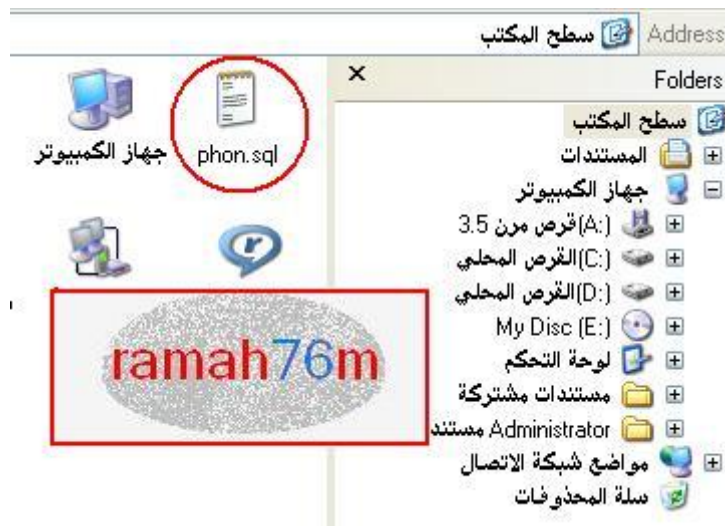 Address سطح المكتب
Folders
×
سطح المكتب
المستندات
جهاز الكمبيوتر
قرص مرن 3.5 (A:)
القرص المحلي (C:)
القرص المحلي (D:)
My Disc (E:)
لوحة التحكم
مستندات مشتركة
مستند Administrator
مواضع شبكة الاتصال
سلة المحذوفات
phon.sql
جهاز الكمبيوتر
ramah76m